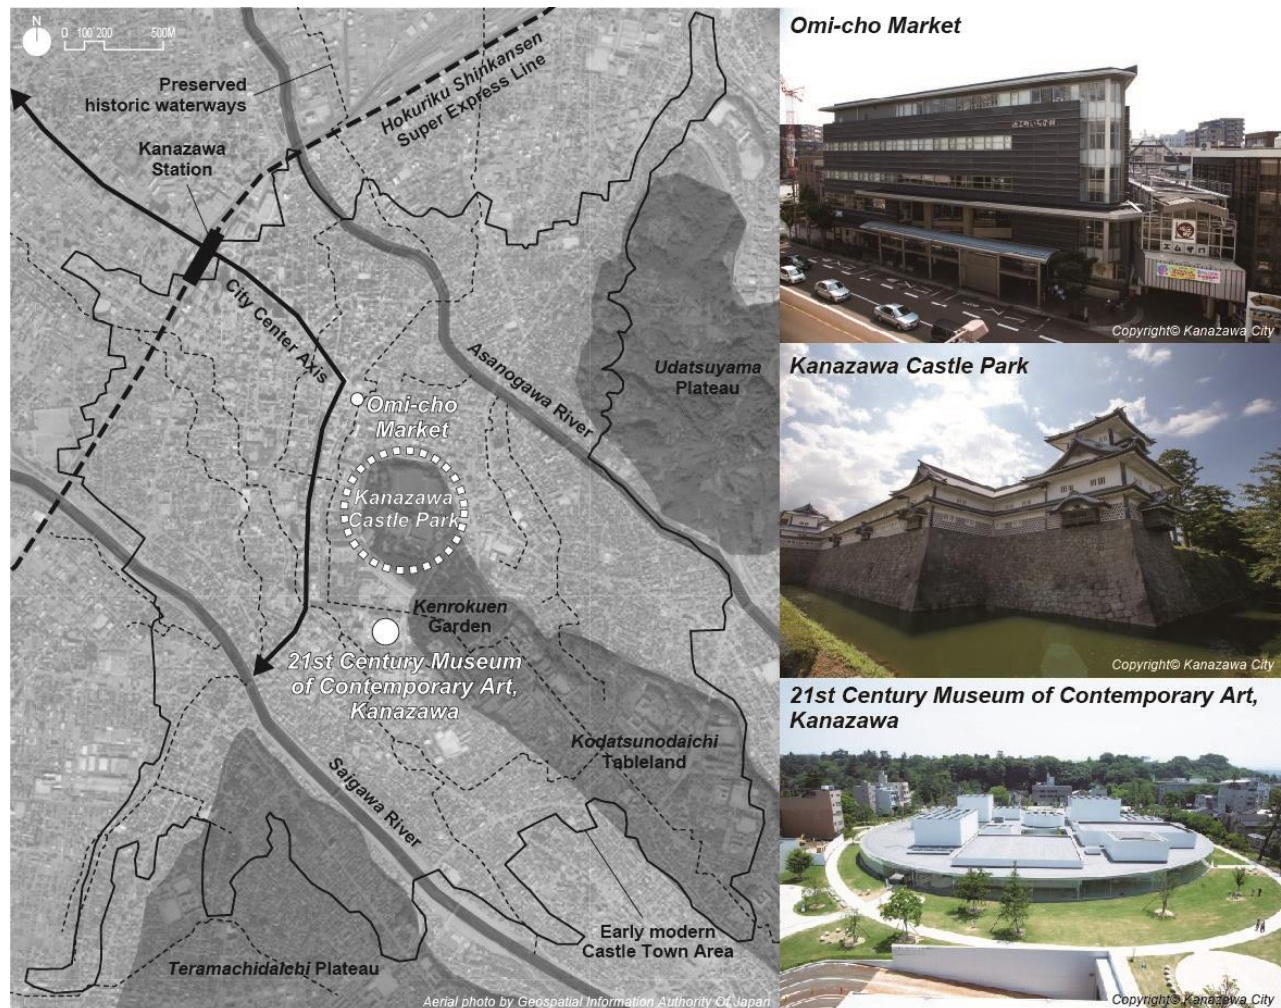 N
0 100 200 500M
Preserved
historic waterways
Hokuriku Shinkansen
Super Express Line
Kanazawa
Station
City Center Axis
Asanogawa River
Udatsuyama
Plateau
Omi-cho
Market
Kanazawa
Castle Park
Kenrokuen
Garden
21st Century Museum
of Contemporary Art,
Kanazawa
Kodatsunodaichi
Tableland
Saigawa River
Early modern
Castle Town Area
Teramachidaichi Plateau
Aerial photo by Geospatial Information Authority Of Japan
Omi-cho Market
Copyright© Kanazawa City
Kanazawa Castle Park
Copyright© Kanazawa City
21st Century Museum of Contemporary Art,
Kanazawa
Copyright© Kanazawa City